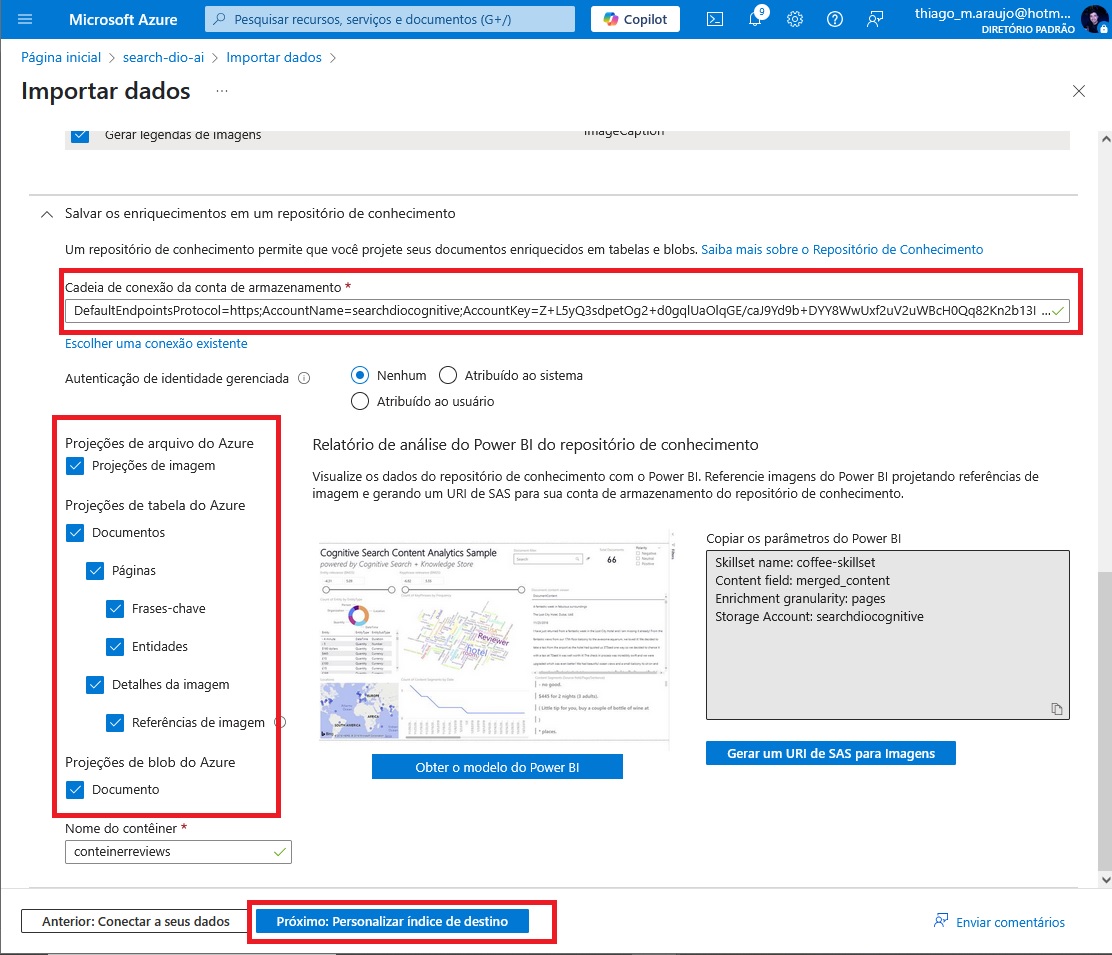 Microsoft Azure
Pesquisar recursos, serviços e documentos (G+/)
Copilot
9
thiago_m.araujo@hotm...
DIRETÓRIO PADRÃO
Página inicial > search-dio-ai > Importar dados >
Importar dados ...
Gerar legendas de imagens imageCaption
Salvar os enriquecimentos em um repositório de conhecimento
Um repositório de conhecimento permite que você projete seus documentos enriquecidos em tabelas e blobs. Saiba mais sobre o Repositório de Conhecimento
Cadeia de conexão da conta de armazenamento *
DefaultEndpointsProtocol=https;AccountName=searchdiocognitive;
Escolher uma conexão existente
Autenticação de identidade gerenciada
Nenhum
Atribuído ao sistema
Atribuído ao usuário
Projeções de arquivo do Azure
Projeções de imagem
Projeções de tabela do Azure
Documentos
Páginas
Frases-chave
Entidades
Detalhes da imagem
Referências de imagem
Projeções de blob do Azure
Documento
Nome do contêiner *
conteinerreviews
Relatório de análise do Power BI do repositório de conhecimento
Visualize os dados do repositório de conhecimento com o Power BI. Referencie imagens do Power BI projetando referências de
imagem e gerando um URI de SAS para sua conta de armazenamento do repositório de conhecimento.
Cognitive Search Content Analytics Sample
powered by Cognitive Search + Knowledge Store
66
Reviewer
hotel
Obter o modelo do Power BI
Copiar os parâmetros do Power BI
Skillset name: coffee-skillset
Content field: merged_content
Enrichment granularity: pages
Storage Account: searchdiocognitive
Gerar um URI de SAS para Imagens
Anterior: Conectar a seus dados
Próximo: Personalizar índice de destino
Enviar comentários